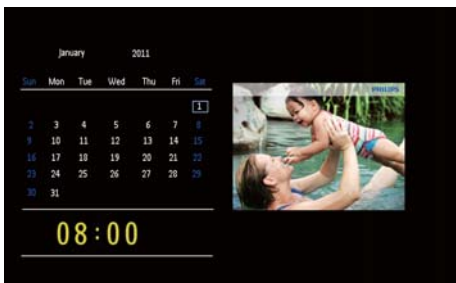 January 2011
Sun Mon Tue Wed Thu Fri Sat
1
2 3 4 5 6 7 8
9 10 11 12 13 14 15
16 17 18 19 20 21 22
23 24 25 26 27 28 29
30 31
08:00
PHILIPS